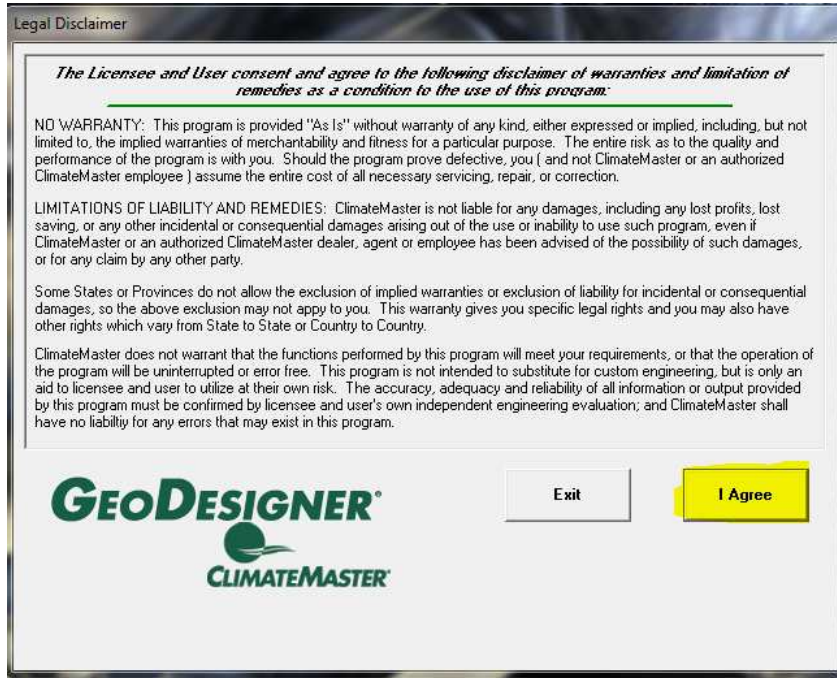 Legal Disclaimer
The Licensee and User consent and agree to the following disclaimer of warranties and limitation of
remedies as a condition to the use of this program:
NO WARRANTY:  This program is provided "As Is" without warranty of any kind, either expressed or implied, including, but not
limited to, the implied warranties of merchantability and fitness for a particular purpose.  The entire risk as to the quality and
performance of the program is with you.  Should the program prove defective, you ( and not ClimateMaster or an authorized
ClimateMaster employee ) assume the entire cost of all necessary servicing, repair, or correction.
LIMITATIONS OF LIABILITY AND REMEDIES:  ClimateMaster is not liable for any damages, including any lost profits, lost
saving, or any other incidental or consequential damages arising out of the use or inability to use such program, even if
ClimateMaster or an authorized ClimateMaster dealer, agent or employee has been advised of the possibility of such damages,
or for any claim by any other party.
Some States or Provinces do not allow the exclusion of implied warranties or exclusion of liability for incidental or consequential
damages, so the above exclusion may not appy to you.  This warranty gives you specific legal rights and you may also have
other rights which vary from State to State or Country to Country.
ClimateMaster does not warrant that the functions performed by this program will meet your requirements, or that the operation of
the program will be uninterrupted or error free.  This program is not intended to substitute for custom engineering, but is only an
aid to licensee and user to utilize at their own risk.  The accuracy, adequacy and reliability of all information or output provided
by this program must be confirmed by licensee and user's own independent engineering evaluation; and ClimateMaster shall
have no liabiltiy for any errors that may exist in this program.
GEODESIGNER®
CLIMATEMASTER®
Exit
I Agree